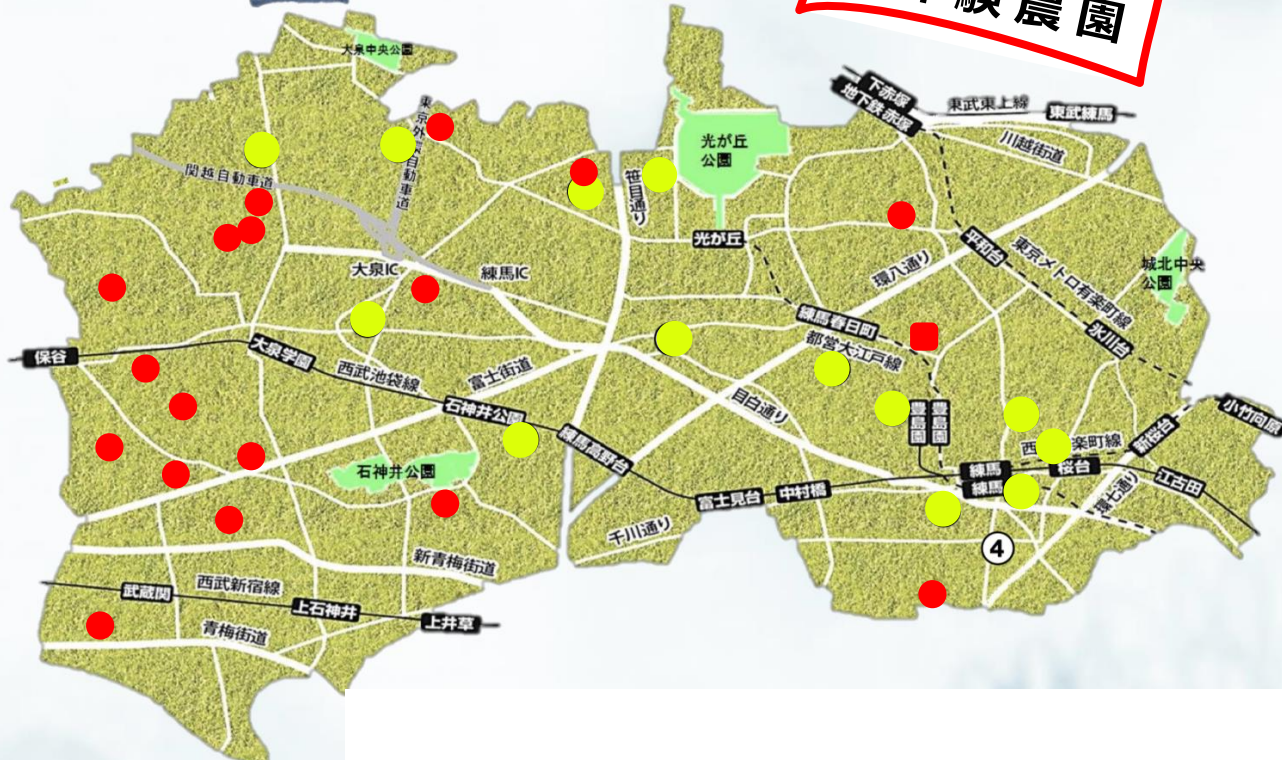 験農園
大泉中央公園
東京外
自動車道
関越自動車道
大泉IC
練馬IC
笹目通り
光が丘
公園
光が丘
下赤塚
地下鉄赤塚
東武東上線
東武練馬
川越街道
平和台
東京メトロ有楽町線
氷川台
城北中央
公園
環八通り
練馬春日町
都営大江戸線
保谷
大泉学園
西武池袋線
富士街道
石神井公園
練馬高野台
目白通り
豊島園
豊島園
小竹向原
新桜台
西
楽町線
練馬
練馬
桜台
江古田
環七通り
石神井公園
富士見台
中村橋
千川通り
4
新青梅街道
武蔵関
西武新宿線
上石神井
上井草
青梅街道